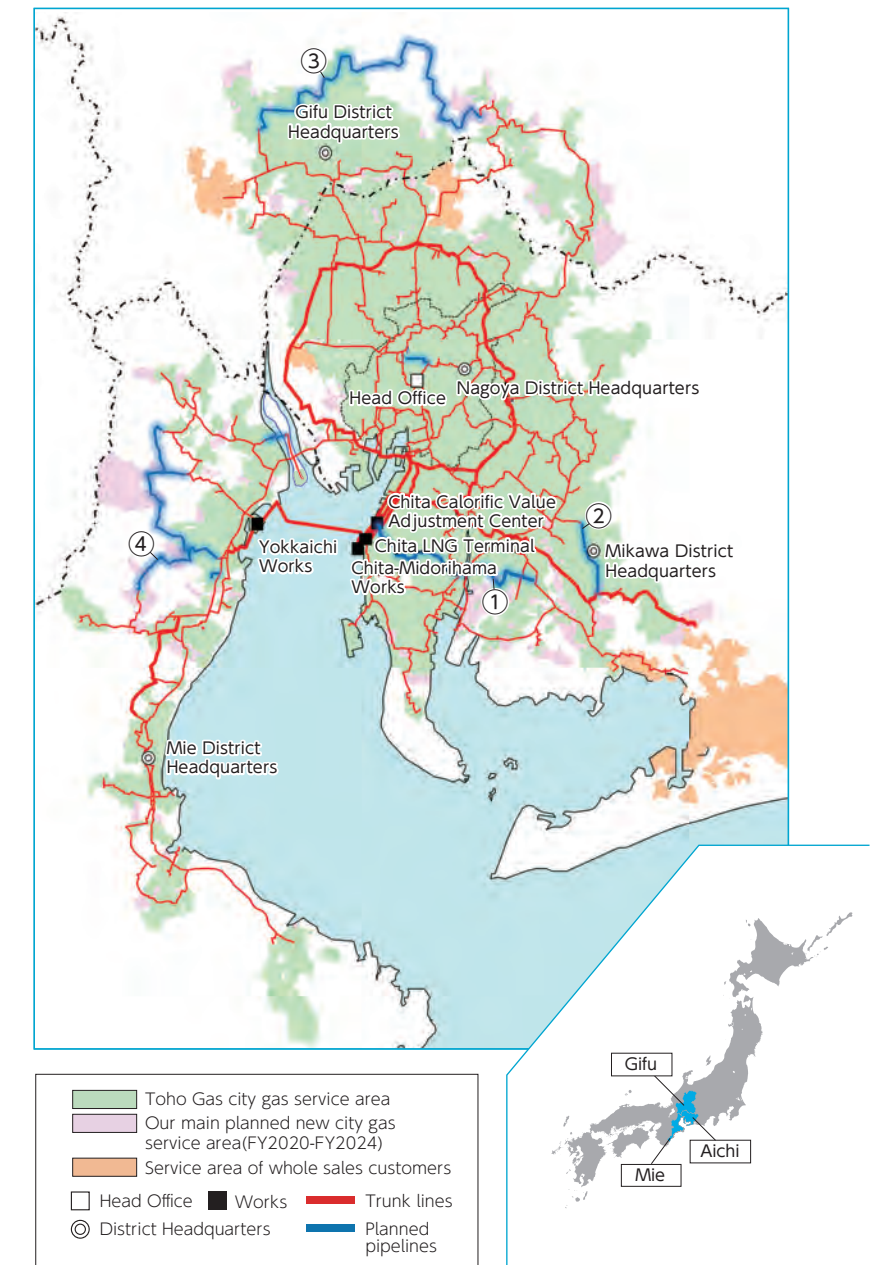 ③
Gifu District
Headquarters
Head Office
Nagoya District Headquarters
Chita Calorific Value
Adjustment Center
②
④
Yokkaichi
Works
Chita LNG Terminal
Chita-Midorihama
Works
Mikawa District
Headquarters
①
Mie District
Headquarters
Gifu
Aichi
Mie
Toho Gas city gas service area
Our main planned new city gas
service area(FY2020-FY2024)
Service area of whole sales customers
Head Office
Works
Trunk lines
District Headquarters
Planned
pipelines